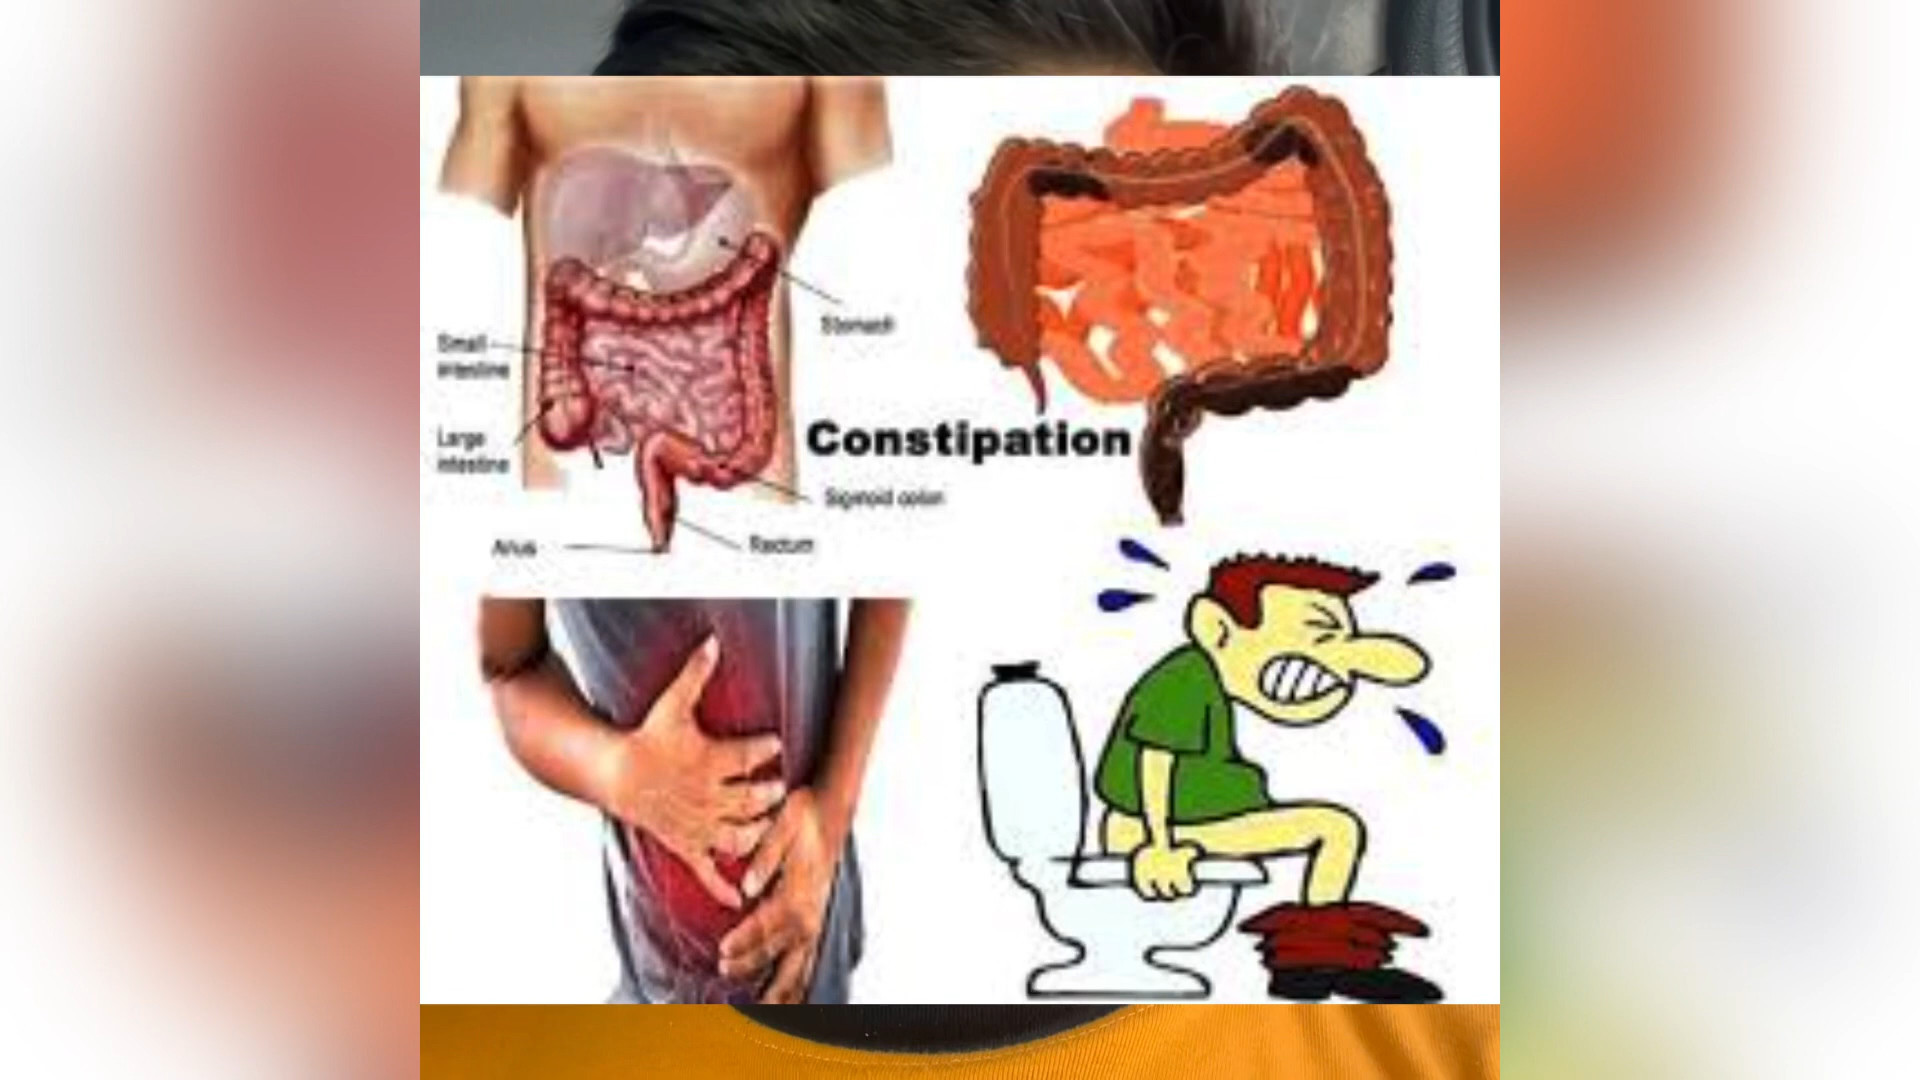 Stomach
Small
intestine
Large
intestine
Constipation
Sigmoid colon
Anus
Rectum